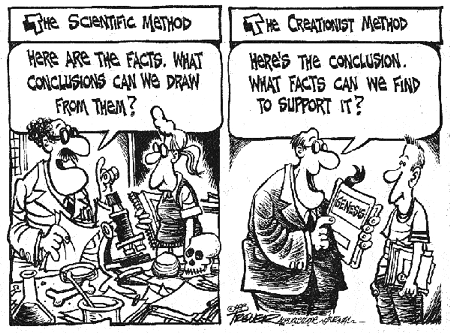 The Scientific Method
Here are the facts. What
conclusions can we draw
from them?
The Creationist Method
Here's the conclusion.
What facts can we find
to support it?
GENESIS